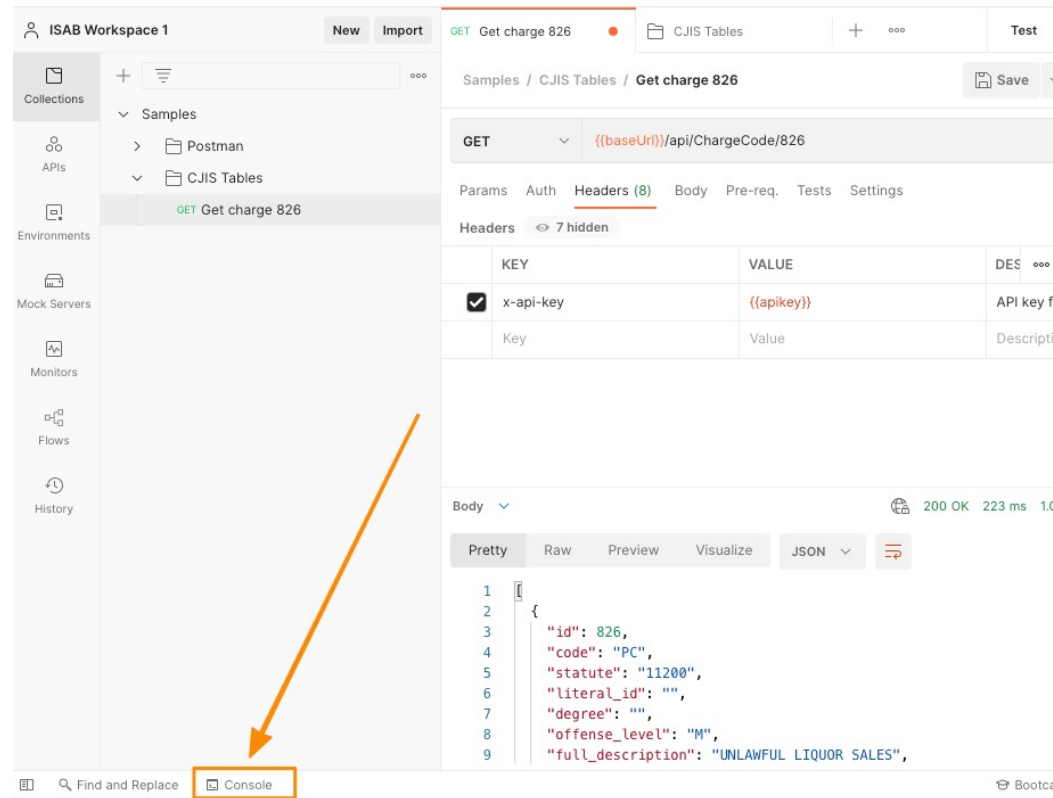 ISAB Workspace 1 New Import
Collections
APIs
Environments
Mock Servers
Monitors
Flows
History
Samples
Postman
CJIS Tables
GET Get charge 826
GET Get charge 826 CJIS Tables Test
Samples / CJIS Tables / Get charge 826 Save
GET {{baseUrl}}/api/ChargeCode/826
Params Auth Headers (8) Body Pre-req. Tests Settings
Headers 7 hidden
KEY VALUE DES
x-api-key {{apikey}} API key f
Key Value Descripti
Body 200 OK 223 ms 1.0
Pretty Raw Preview Visualize JSON
1 [
2 {
3 "id": 826,
4 "code": "PC",
5 "statute": "11200",
6 "literal_id": "",
7 "degree": "",
8 "offense_level": "M",
9 "full_description": "UNLAWFUL LIQUOR SALES",
Find and Replace Console Bootca